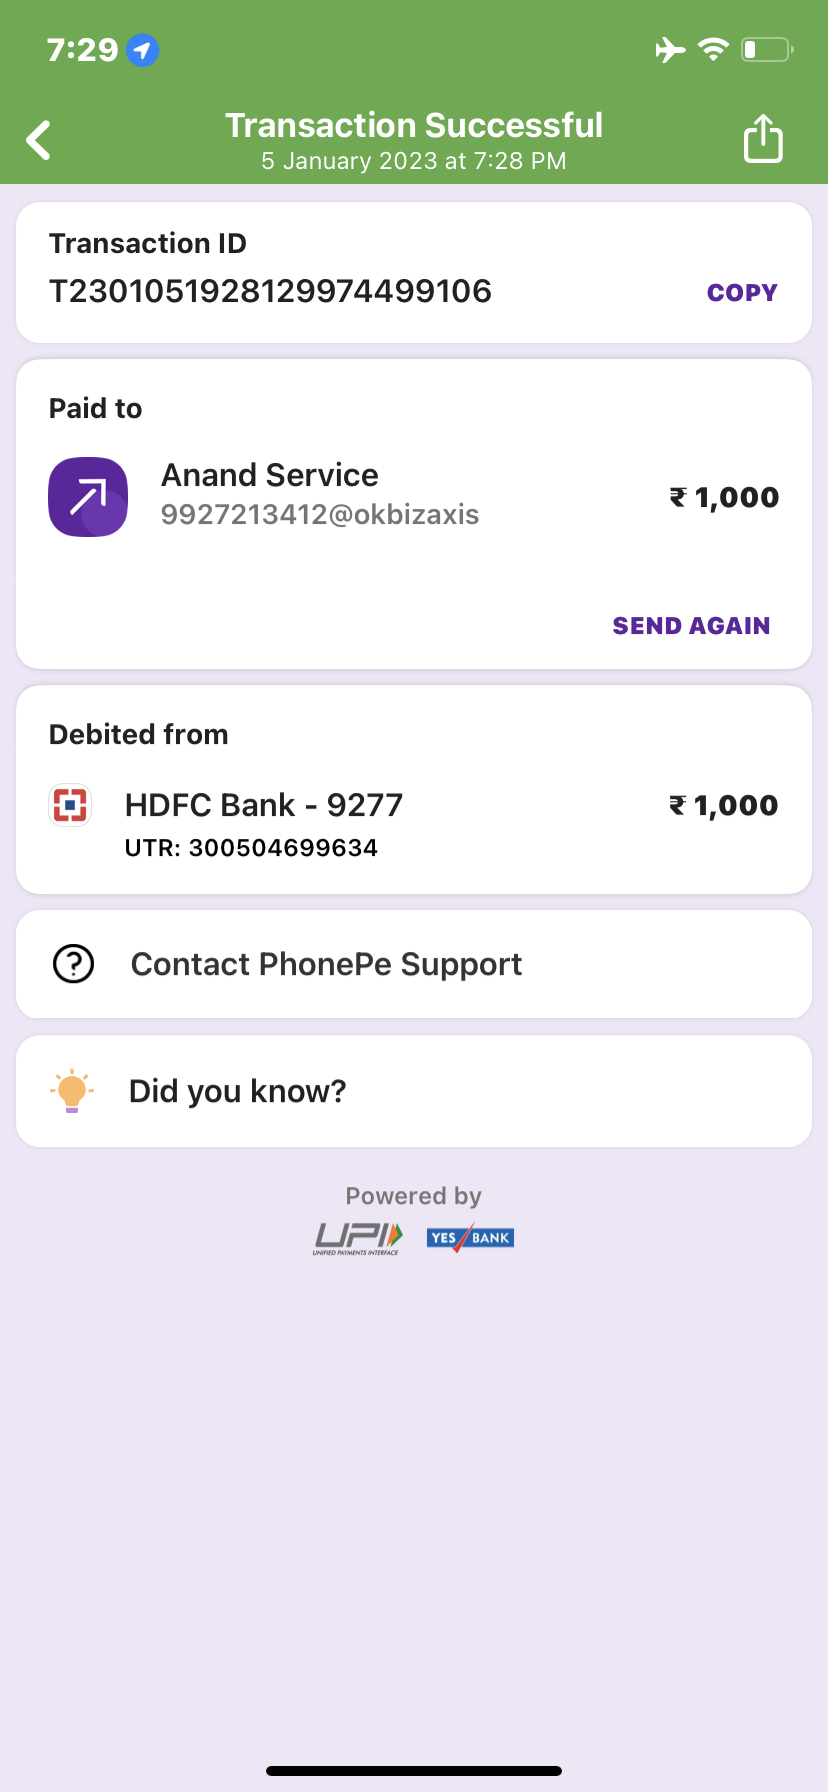 7:29
Transaction Successful
5 January 2023 at 7:28 PM
Transaction ID
T2301051928129974499106
COPY
Paid to
Anand Service
9927213412@okbizaxis
₹ 1,000
SEND AGAIN
Debited from
HDFC Bank - 9277
₹ 1,000
UTR: 300504699634
Contact PhonePe Support
Did you know?
Powered by
UPI
UNIFIED PAYMENTS INTERFACE
YES BANK